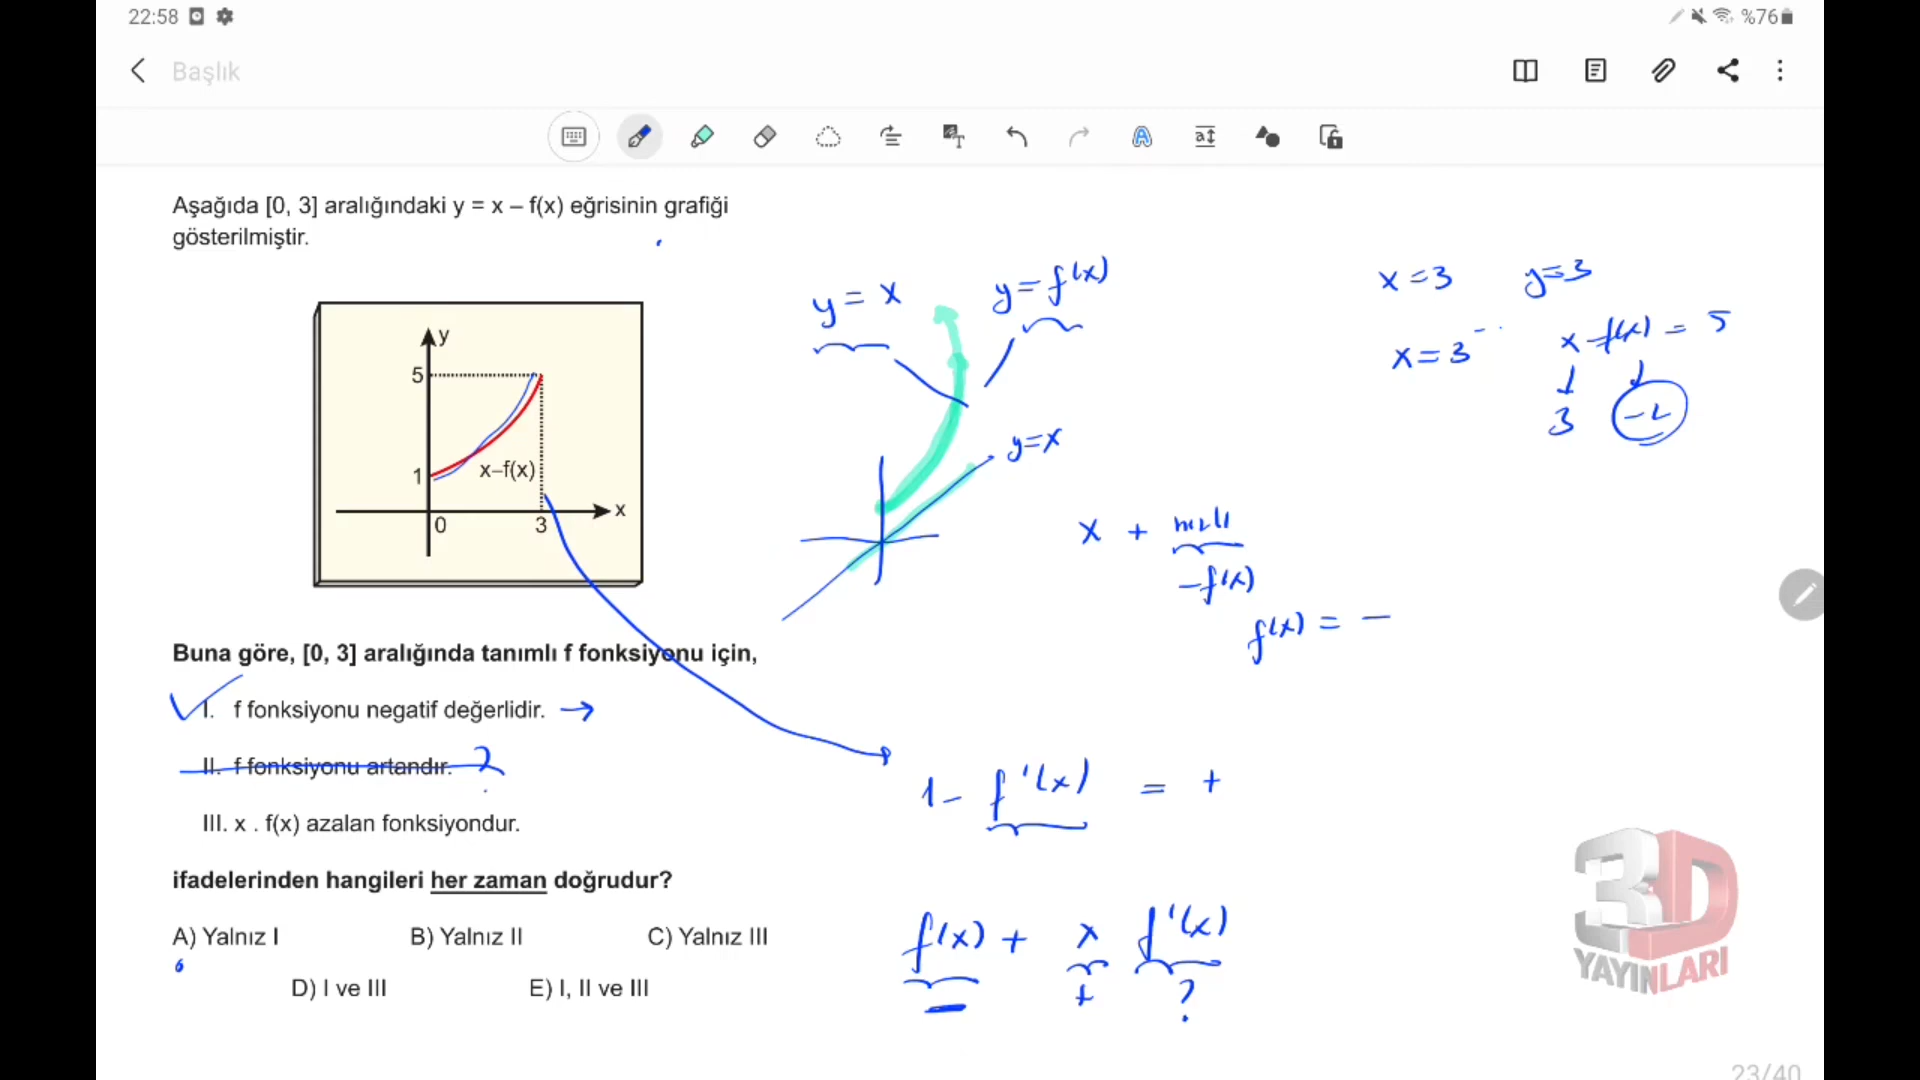 22:58
%76
Başlık
Aşağıda [0, 3] aralığındaki y = x – f(x) eğrisinin grafiği
gösterilmiştir.
y
5
1
x–f(x)
0
3
x
y = x
y = f(x)
y=x
x = 3 y=3
x = 3 x - f(x) = 5
3 -2
x +
-f(x)
f(x) = -
Buna göre, [0, 3] aralığında tanımlı f fonksiyonu için,
I. f fonksiyonu negatif değerlidir. →
II. f fonksiyonu artandır. ?
III. x . f(x) azalan fonksiyondur.
1 - f'(x) = +
ifadelerinden hangileri her zaman doğrudur?
A) Yalnız I B) Yalnız II C) Yalnız III
D) I ve III E) I, II ve III
f(x) + x f'(x)
- + ?
3D
YAYINLARI
23/40